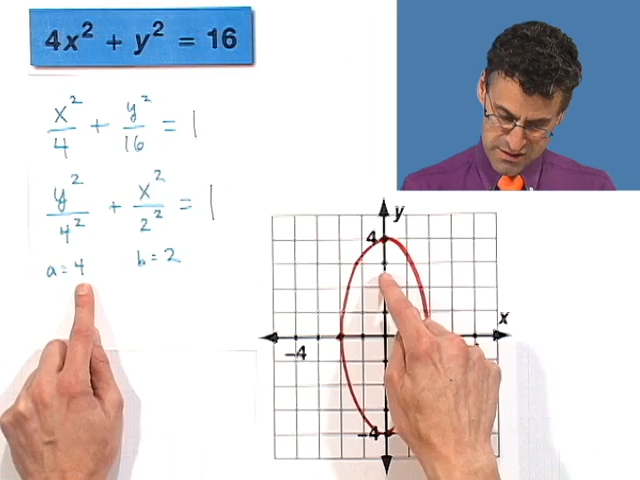 4x² + y² = 16
x²/4 + y²/16 = 1
y²/4² + x²/2² = 1
a = 4 b = 2
y
4
x
-4
-4